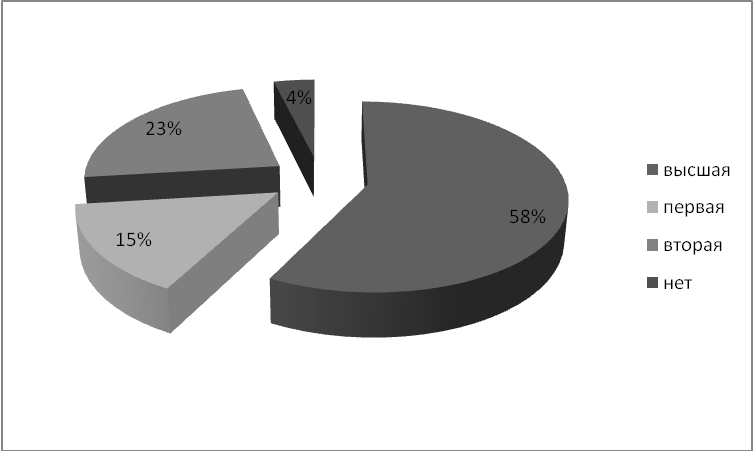 4%
23%
15%
58%
высшая
первая
вторая
нет